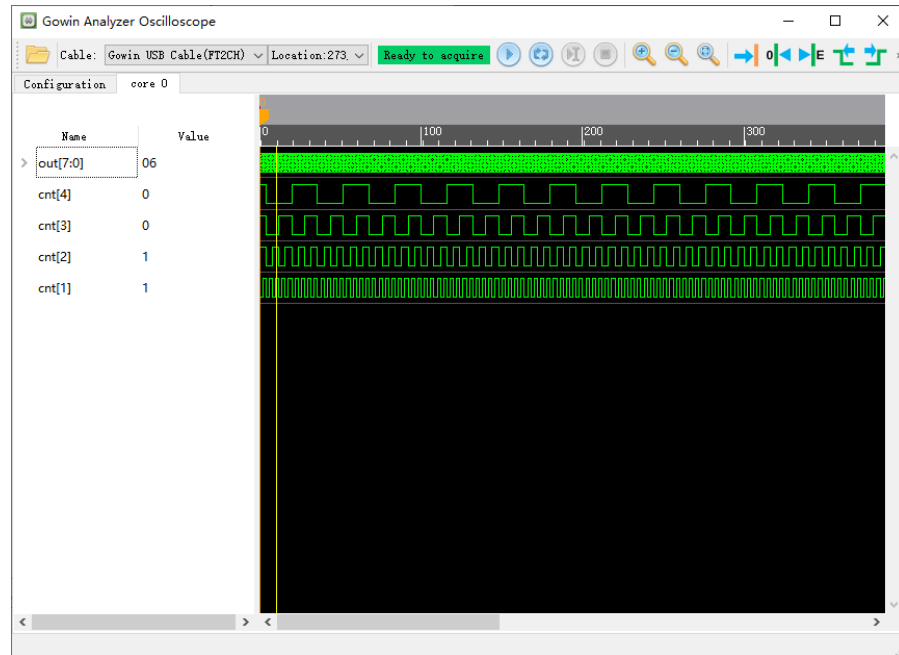 Gowin Analyzer Oscilloscope
Cable: Gowin USB Cable(FT2CH) Location:273. Ready to acquire 0 E »
Configuration core 0
Name Value
0 100 200 300
out[7:0] 06
cnt[4] 0
cnt[3] 0
cnt[2] 1
cnt[1] 1